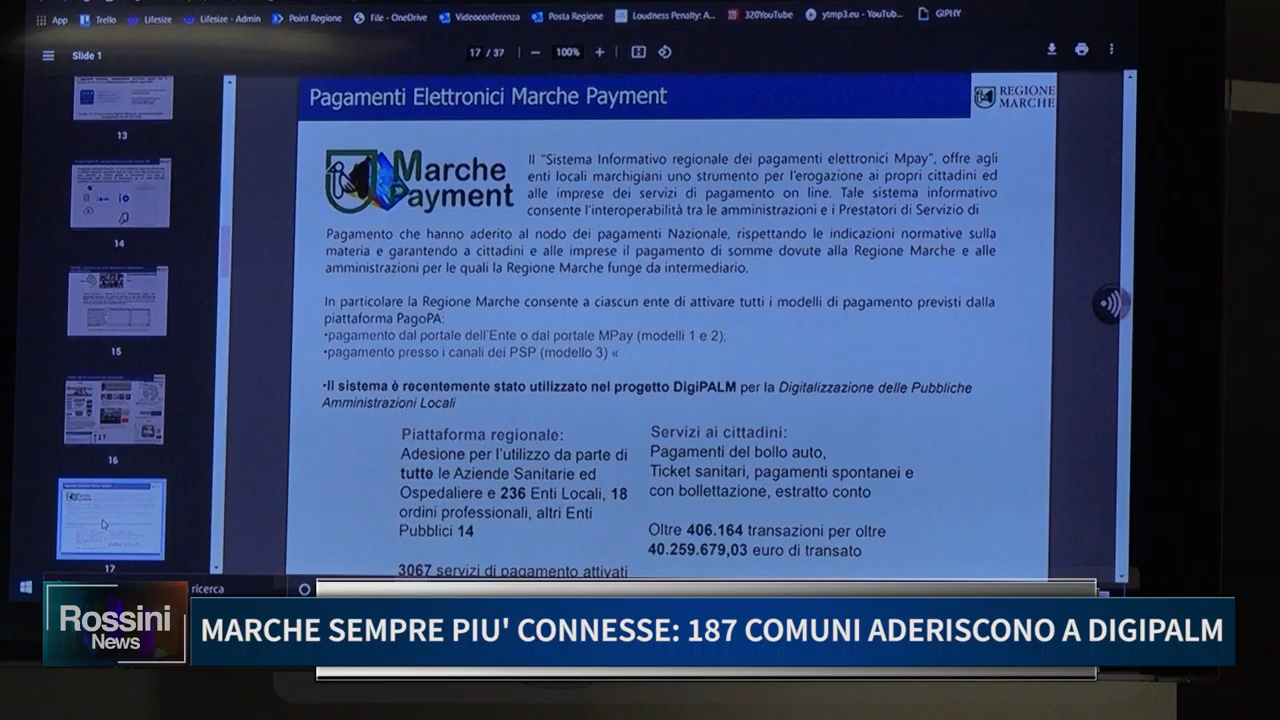 App Trello Lifesize Lifesize - Admin Point Regione File - OneDrive Videoconferenza Posta Regione Loudness Penalty: A... 320YouTube ytmp3.eu - YouTub... GIPHY
Slide 1
17 / 37
100%
13
14
15
16
17
Pagamenti Elettronici Marche Payment
REGIONE
MARCHE
Marche
Payment
Il "Sistema Informativo regionale dei pagamenti elettronici Mpay", offre agli
enti locali marchigiani uno strumento per l'erogazione ai propri cittadini ed
alle imprese dei servizi di pagamento on line. Tale sistema informativo
consente l'interoperabilità tra le amministrazioni e i Prestatori di Servizio di
Pagamento che hanno aderito al nodo dei pagamenti Nazionale, rispettando le indicazioni normative sulla
materia e garantendo a cittadini e alle imprese il pagamento di somme dovute alla Regione Marche e alle
amministrazioni per le quali la Regione Marche funge da intermediario.
In particolare la Regione Marche consente a ciascun ente di attivare tutti i modelli di pagamento previsti dalla
piattaforma PagoPA:
•pagamento dal portale dell'Ente o dal portale MPay (modelli 1 e 2);
•pagamento presso i canali dei PSP (modello 3) «
•Il sistema è recentemente stato utilizzato nel progetto DigiPALM per la Digitalizzazione delle Pubbliche
Amministrazioni Locali
Piattaforma regionale:
Adesione per l'utilizzo da parte di
tutte le Aziende Sanitarie ed
Ospedaliere e 236 Enti Locali, 18
ordini professionali, altri Enti
Pubblici 14
3067 servizi di pagamento attivati
Servizi ai cittadini:
Pagamenti del bollo auto,
Ticket sanitari, pagamenti spontanei e
con bollettazione, estratto conto
Oltre 406.164 transazioni per oltre
40.259.679,03 euro di transato
ricerca
Rossini
News
MARCHE SEMPRE PIU' CONNESSE: 187 COMUNI ADERISCONO A DIGIPALM